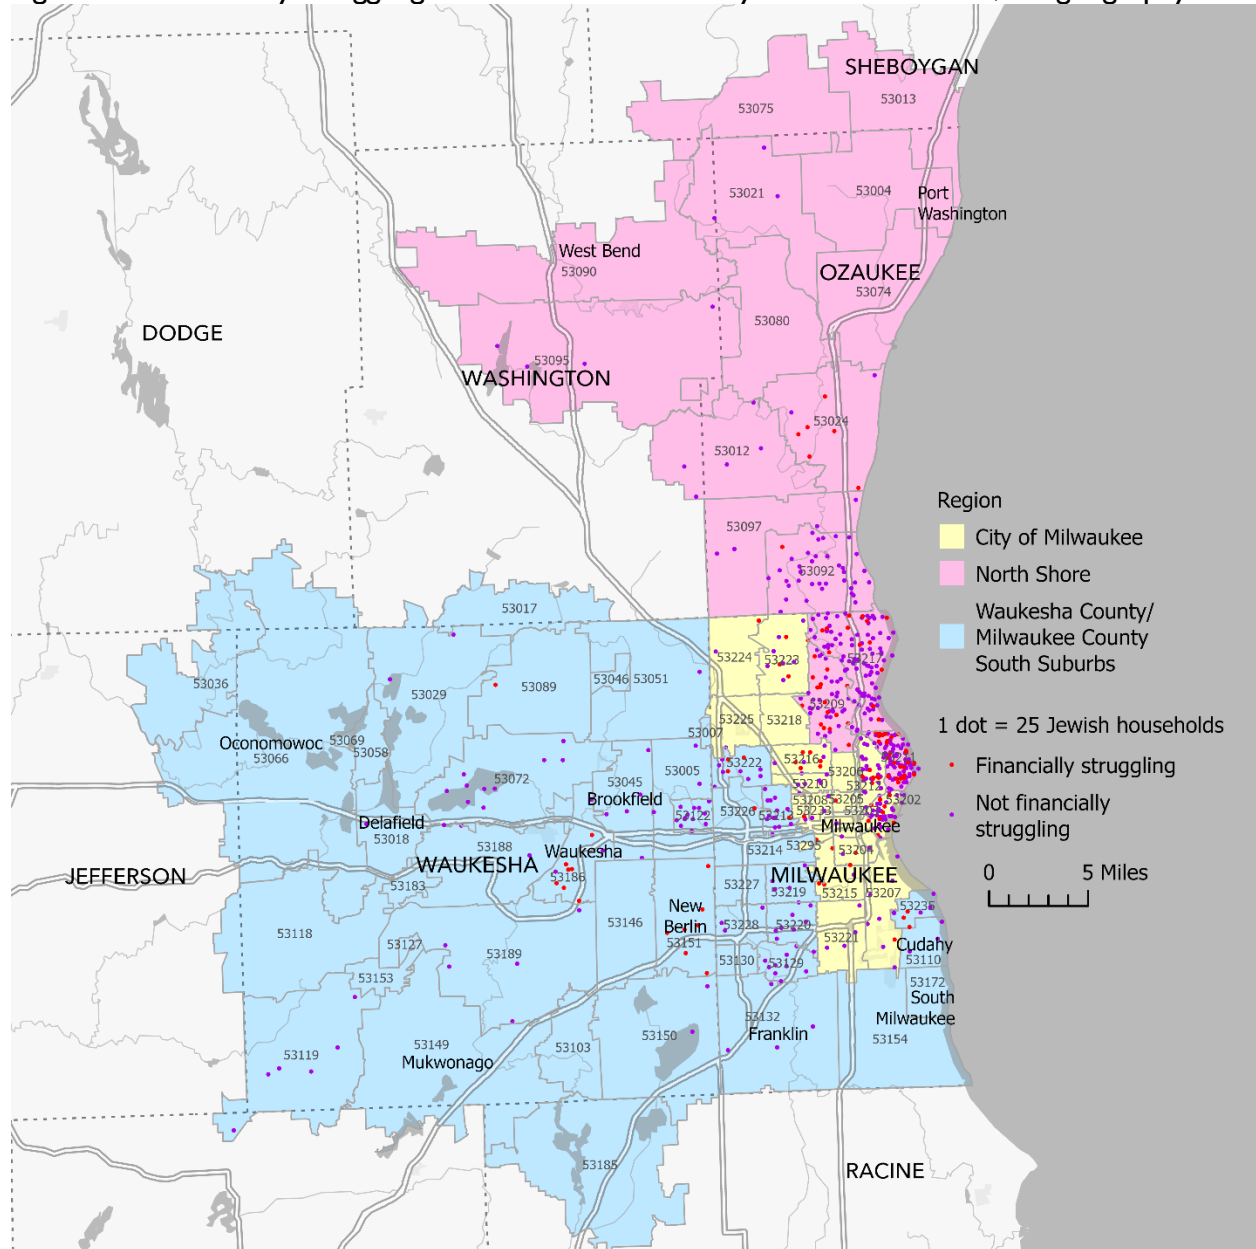 SHEBOYGAN
53013
53075
53021
53004
Port
Washington
West Bend
53090
OZAUKEE
53074
53080
DODGE
53095
WASHINGTON
53024
53012
53097
53092
Region
City of Milwaukee
North Shore
Waukesha County/
Milwaukee County
South Suburbs
1 dot = 25 Jewish households
Financially struggling
Not financially
struggling
0 5 Miles
53017
53224
53223
53217
53036
53029
53089
53046
53051
53209
53225
53218
Oconomowoc
53066
53069
53058
53007
53072
53045
53005
53222
53216
53206
53210
53212
Brookfield
53208
53205
53202
53122
53226
53213
53233
Milwaukee
Delafield
53018
53188
WAUKESHA
Waukesha
53186
53214
53295
53204
JEFFERSON
53183
53227
MILWAUKEE
53219
53215
53207
53118
53146
New
Berlin
53151
53228
53220
53235
53127
53189
53221
Cudahy
53110
53153
53130
53129
53172
South
Milwaukee
53154
53132
Franklin
53150
53119
53149
Mukwonago
53103
53185
RACINE